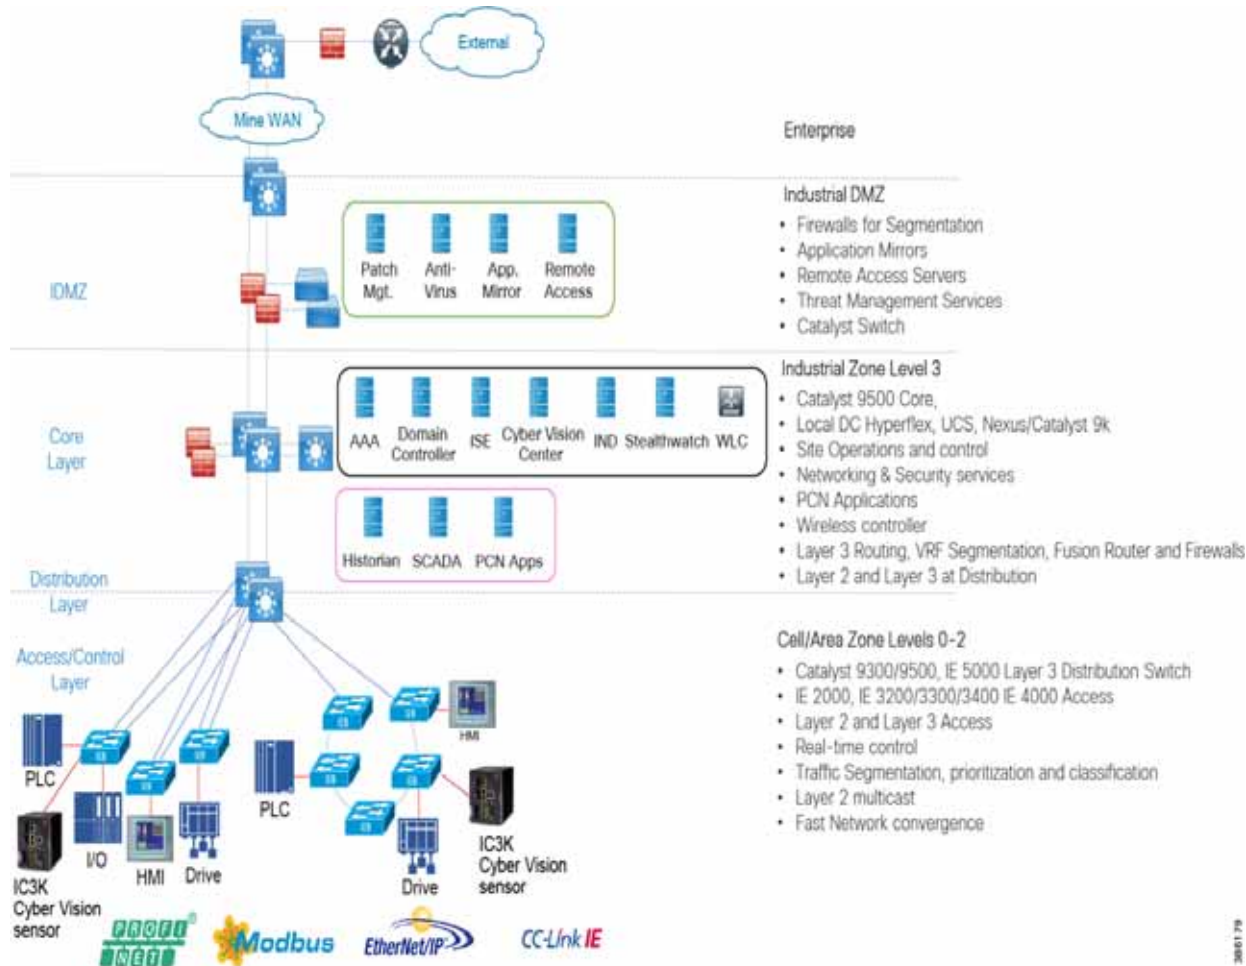 External
Mine WAN
Enterprise
Industrial DMZ
• Firewalls for Segmentation
• Application Mirrors
• Remote Access Servers
• Threat Management Services
• Catalyst Switch
IDMZ
Patch
Mgt.
Anti-
Virus
App.
Mirror
Remote
Access
Industrial Zone Level 3
• Catalyst 9500 Core,
• Local DC Hyperflex, UCS, Nexus/Catalyst 9k
• Site Operations and control
• Networking & Security services
• PCN Applications
• Wireless controller
• Layer 3 Routing, VRF Segmentation, Fusion Router and Firewalls
• Layer 2 and Layer 3 at Distribution
Core
Layer
AAA
Domain
Controller
ISE
Cyber Vision
Center
IND
Stealthwatch
WLC
Historian
SCADA
PCN Apps
Distribution
Layer
Access/Control
Layer
Cell/Area Zone Levels 0-2
• Catalyst 9300/9500, IE 5000 Layer 3 Distribution Switch
• IE 2000, IE 3200/3300/3400 IE 4000 Access
• Layer 2 and Layer 3 Access
• Real-time control
• Traffic Segmentation, prioritization and classification
• Layer 2 multicast
• Fast Network convergence
PLC
IC3K
Cyber Vision
sensor
I/O
HMI
Drive
PLC
HMI
Drive
IC3K
Cyber Vision
sensor
PROFI
NET
®
Modbus
EtherNet/IP
CC-Link IE
386179